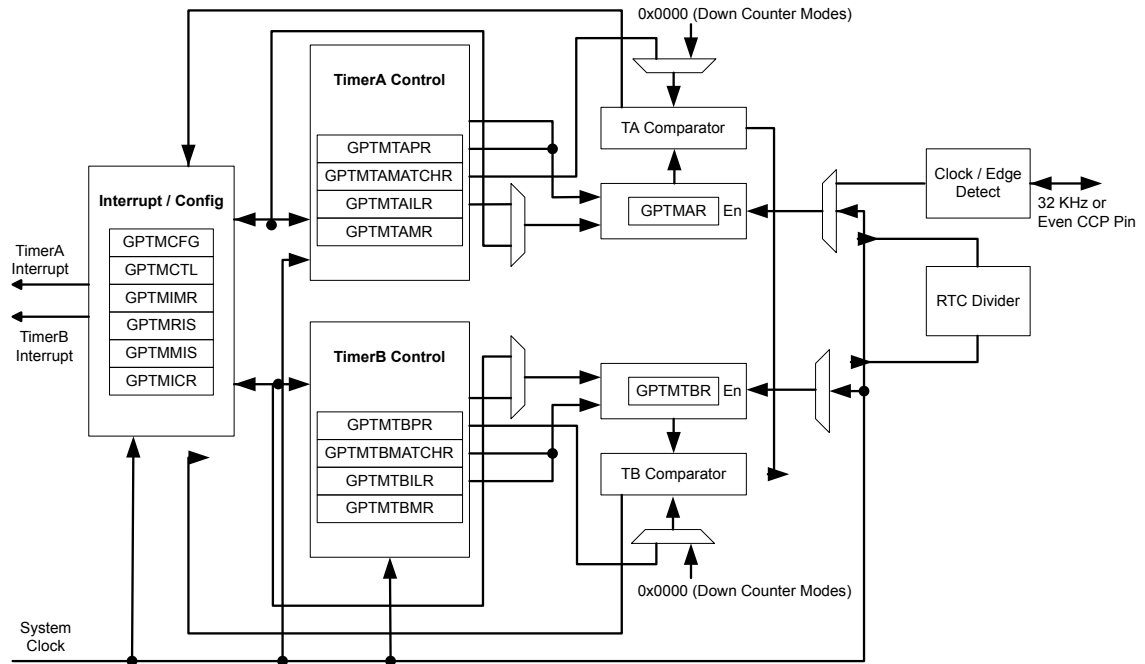 0x0000 (Down Counter Modes)
TimerA Control
GPTMTAPR
GPTMTAMATCHR
GPTMTAILR
GPTMTAMR
TA Comparator
GPTMAR
En
Clock / Edge
Detect
32 KHz or
Even CCP Pin
RTC Divider
Interrupt / Config
GPTMCFG
GPTMCTL
GPTMIMR
GPTMRIS
GPTMMIS
GPTMICR
TimerA
Interrupt
TimerB
Interrupt
TimerB Control
GPTMTBPR
GPTMTBMATCHR
GPTMTBILR
GPTMTBMR
GPTMTBR
En
TB Comparator
0x0000 (Down Counter Modes)
System
Clock